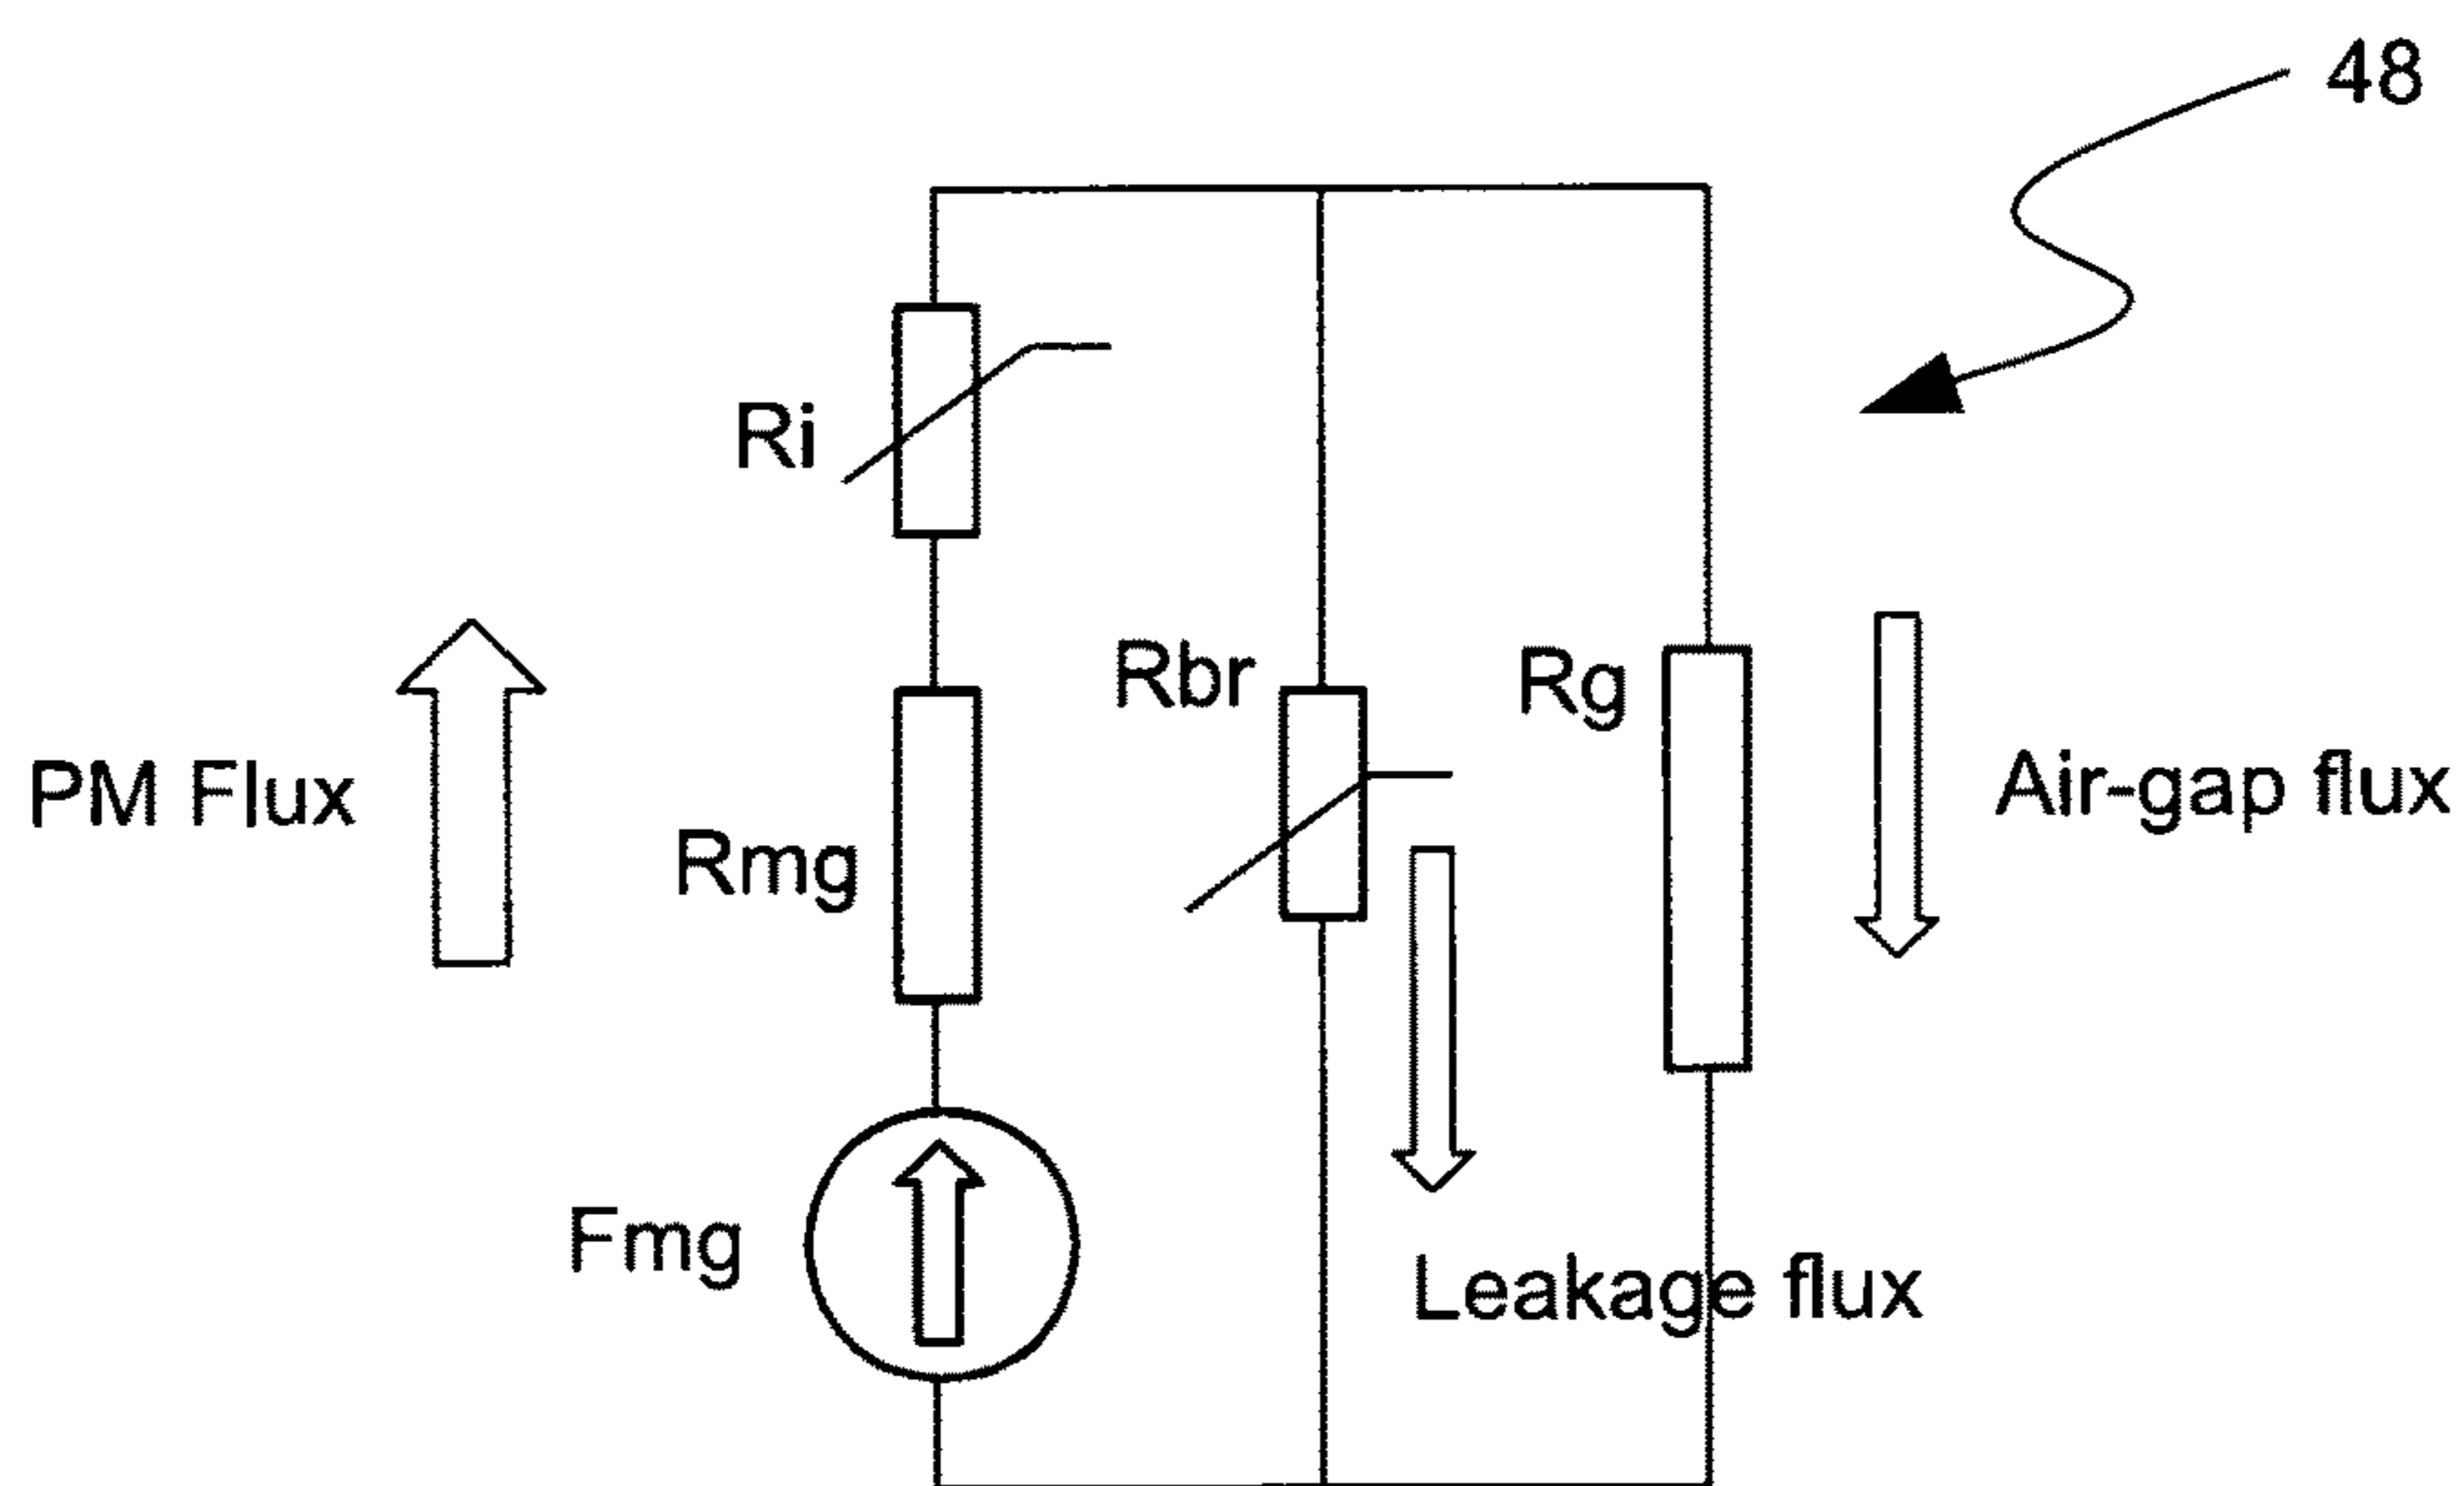 48
Ri
Rbr
Rg
PM Flux
Rmg
Air-gap flux
Fmg
Leakage flux